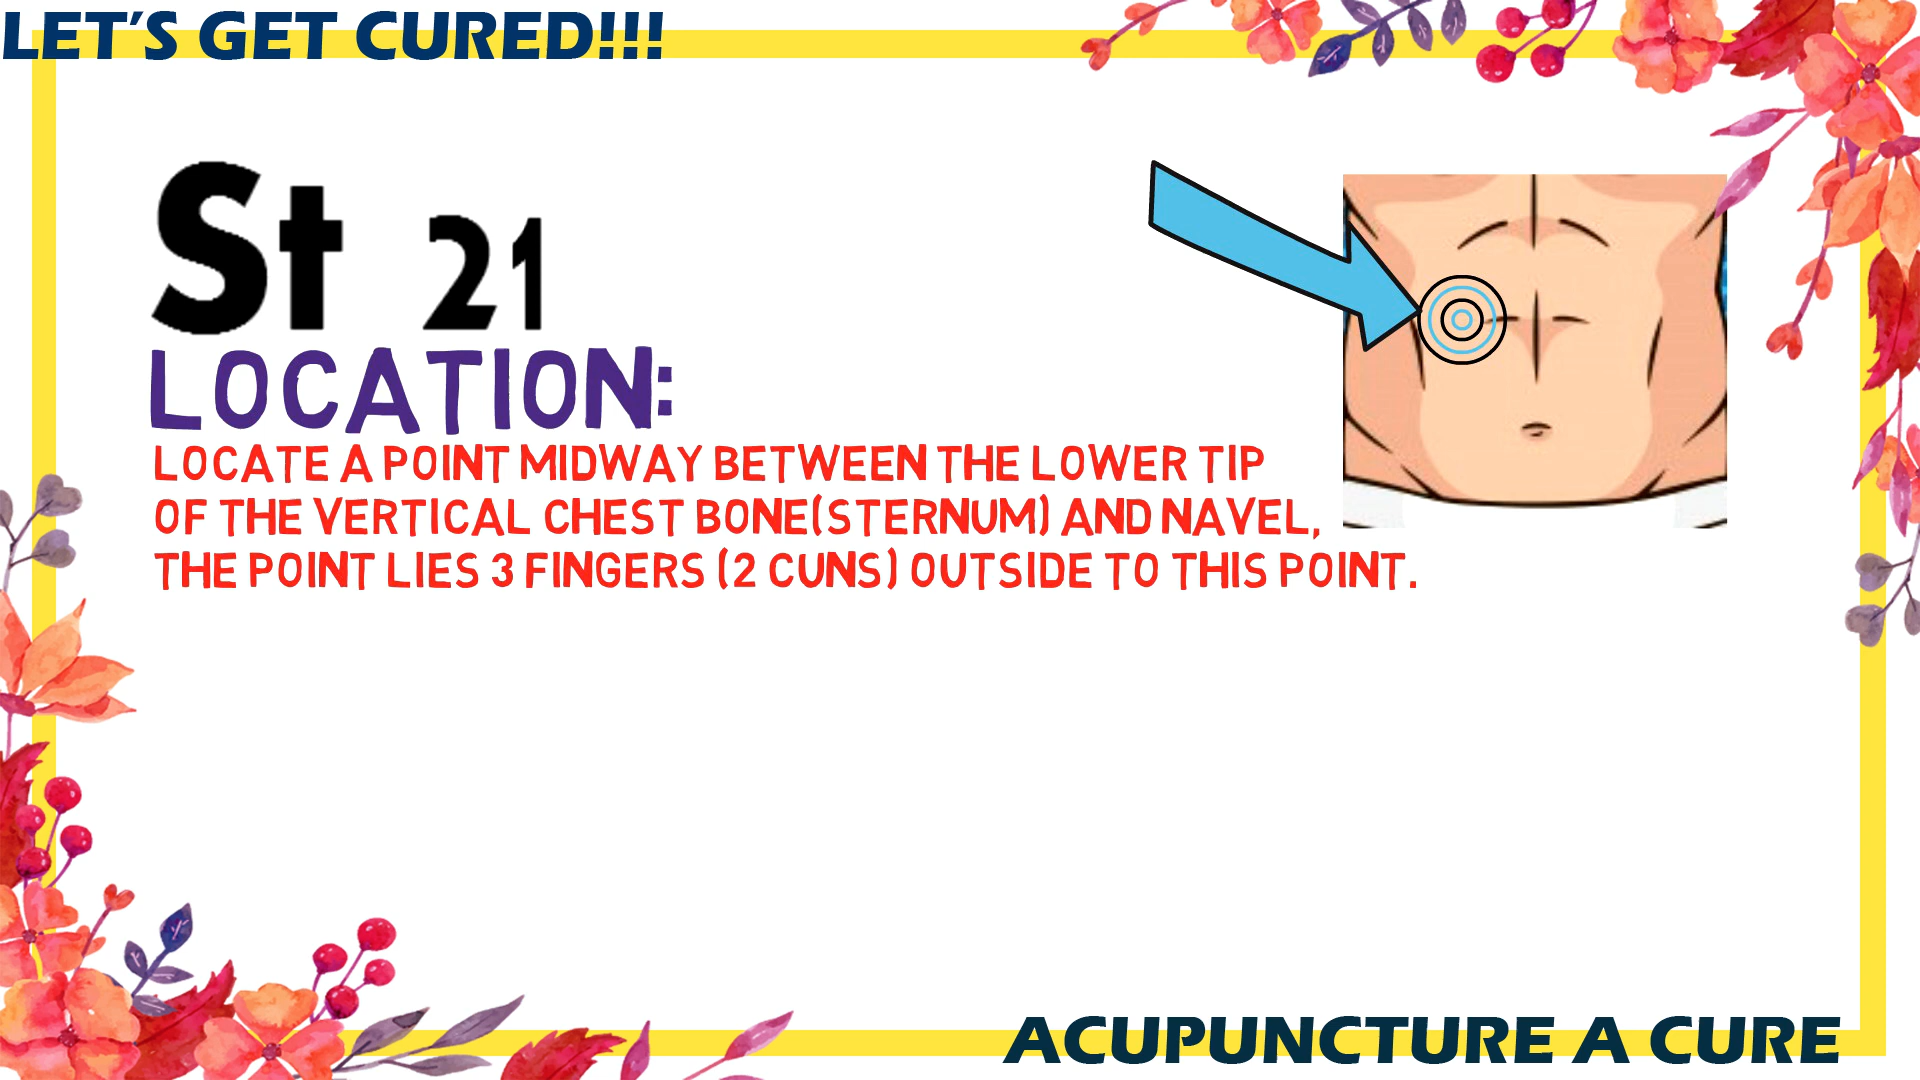 LET'S GET CURED!!!
St 21
LOCATION:
LOCATE A POINT MIDWAY BETWEEN THE LOWER TIP
OF THE VERTICAL CHEST BONE(STERNUM) AND NAVEL,
THE POINT LIES 3 FINGERS (2 CUNS) OUTSIDE TO THIS POINT.
ACUPUNCTURE A CURE